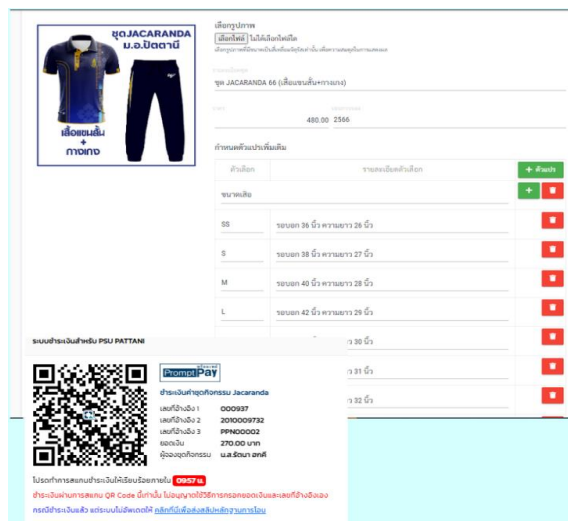 ชุดJACARANDA
ม.อ.ปัตตานี
เสื้อแขนสั้น
+
กางเกง
เลือกรูปภาพ
เลือกไฟล์ ไม่ได้เลือกไฟล์ใด
ชุด JACARANDA 66 (เสื้อแขนสั้น+กางเกง)
480.00 2566
กำหนดตัวแปรเพิ่มเติม
ตัวเลือก รายละเอียดตัวเลือก + ตัวแปร
ขนาดเสื้อ +
SS รอบอก 36 นิ้ว ความยาว 26 นิ้ว
S รอบอก 38 นิ้ว ความยาว 27 นิ้ว
M รอบอก 40 นิ้ว ความยาว 28 นิ้ว
L รอบอก 42 นิ้ว ความยาว 29 นิ้ว
30 นิ้ว
31 นิ้ว
32 นิ้ว
ระบบชำระเงินสำหรับ PSU PATTANI
PromptPay
ชำระเงินค่าชุดกิจกรรม Jacaranda
เลขที่อ้างอิง 1 000937
เลขที่อ้างอิง 2 2010009732
เลขที่อ้างอิง 3 PPN00002
ยอดเงิน 270.00 บาท
ผู้จองชุดกิจกรรม
โปรดทำการสแกนชำระเงินให้เรียบร้อยภายใน 09:57 น.
ชำระเงินผ่านการสแกน QR Code นี้เท่านั้น ไม่อนุญาตใช้วิธีการกรอกยอดเงินและเลขที่อ้างอิงเอง
กรณีชำระเงินแล้ว แต่ระบบไม่อัพเดตให้ คลิกที่นี่เพื่อส่งสลิปหลักฐานการโอน